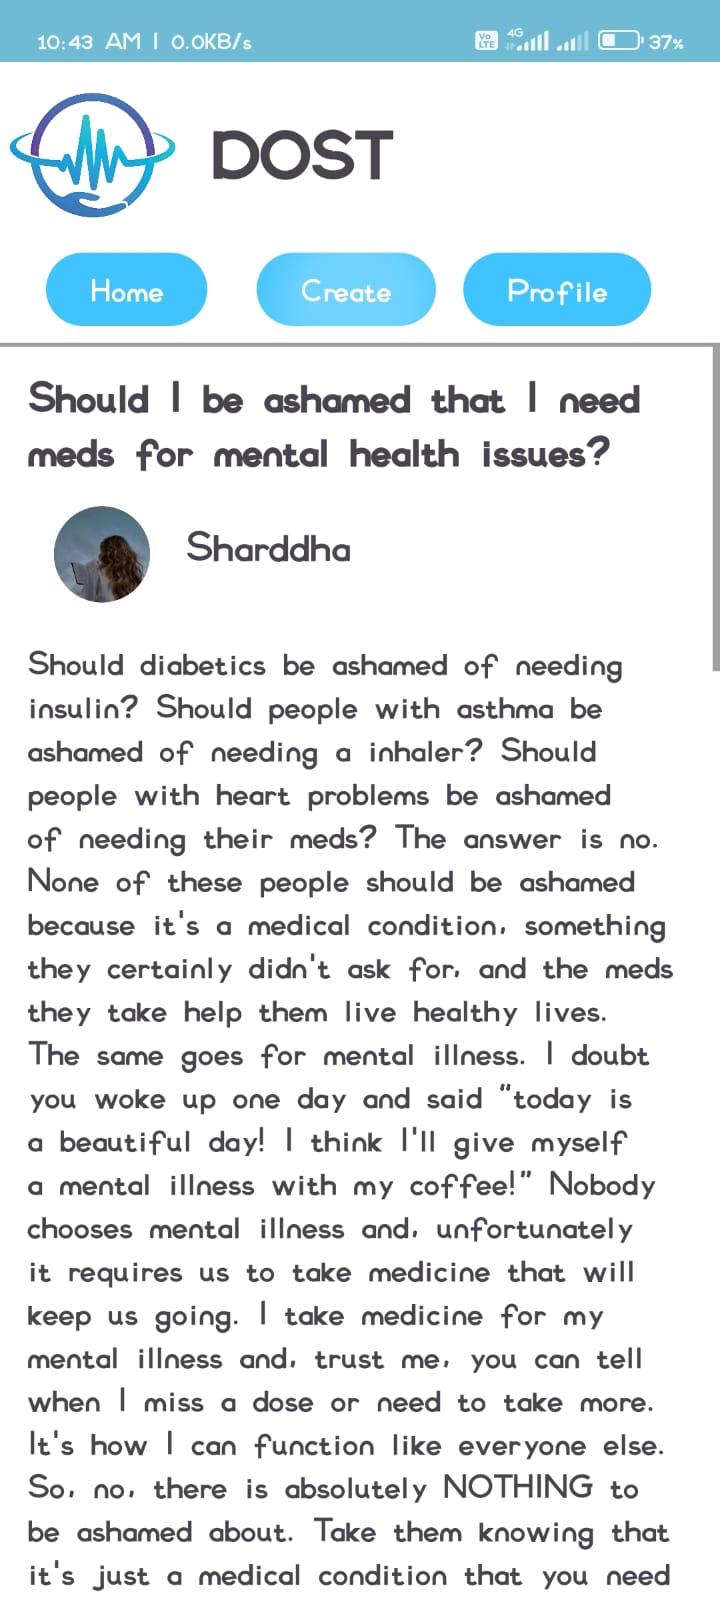 10:43 AM | 0.0KB/s
Vo LTE 4G 37%
DOST
Home Create Profile
Should I be ashamed that I need
meds for mental health issues?
Sharddha
Should diabetics be ashamed of needing
insulin? Should people with asthma be
ashamed of needing a inhaler? Should
people with heart problems be ashamed
of needing their meds? The answer is no.
None of these people should be ashamed
because it's a medical condition, something
they certainly didn't ask for, and the meds
they take help them live healthy lives.
The same goes for mental illness. I doubt
you woke up one day and said "today is
a beautiful day! I think I'll give myself
a mental illness with my coffee!" Nobody
chooses mental illness and, unfortunately
it requires us to take medicine that will
keep us going. I take medicine for my
mental illness and, trust me, you can tell
when I miss a dose or need to take more.
It's how I can function like everyone else.
So, no, there is absolutely NOTHING to
be ashamed about. Take them knowing that
it's just a medical condition that you need